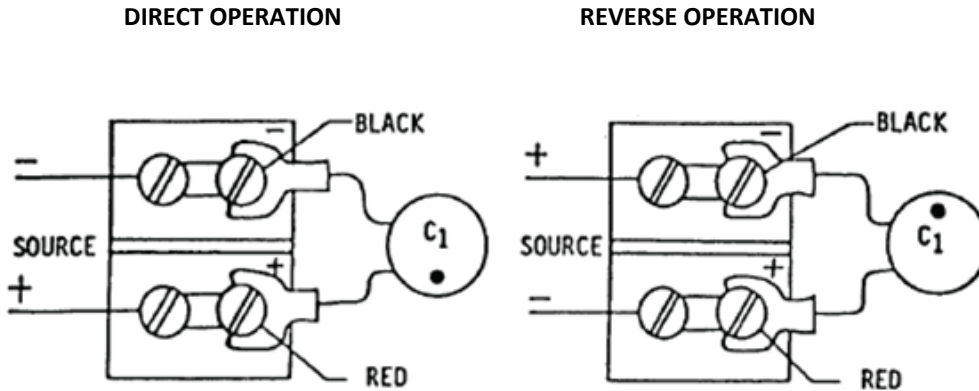 DIRECT OPERATION
REVERSE OPERATION
−
−
BLACK
SOURCE
C1
+
+
RED
+
−
BLACK
SOURCE
C1
−
+
RED